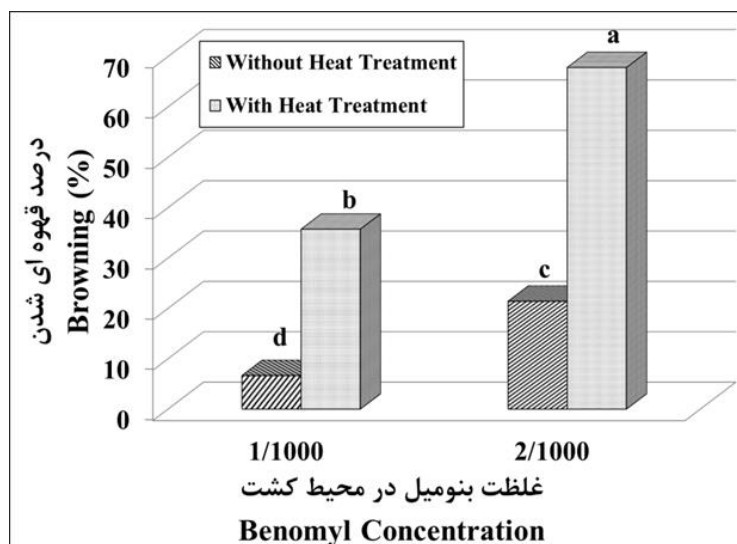 درصد قهوه ای شدن
Browning (%)
70
60
50
40
30
20
10
0
Without Heat Treatment
With Heat Treatment
d
b
c
a
1/1000
2/1000
غلظت بنومیل در محیط کشت
Benomyl Concentration